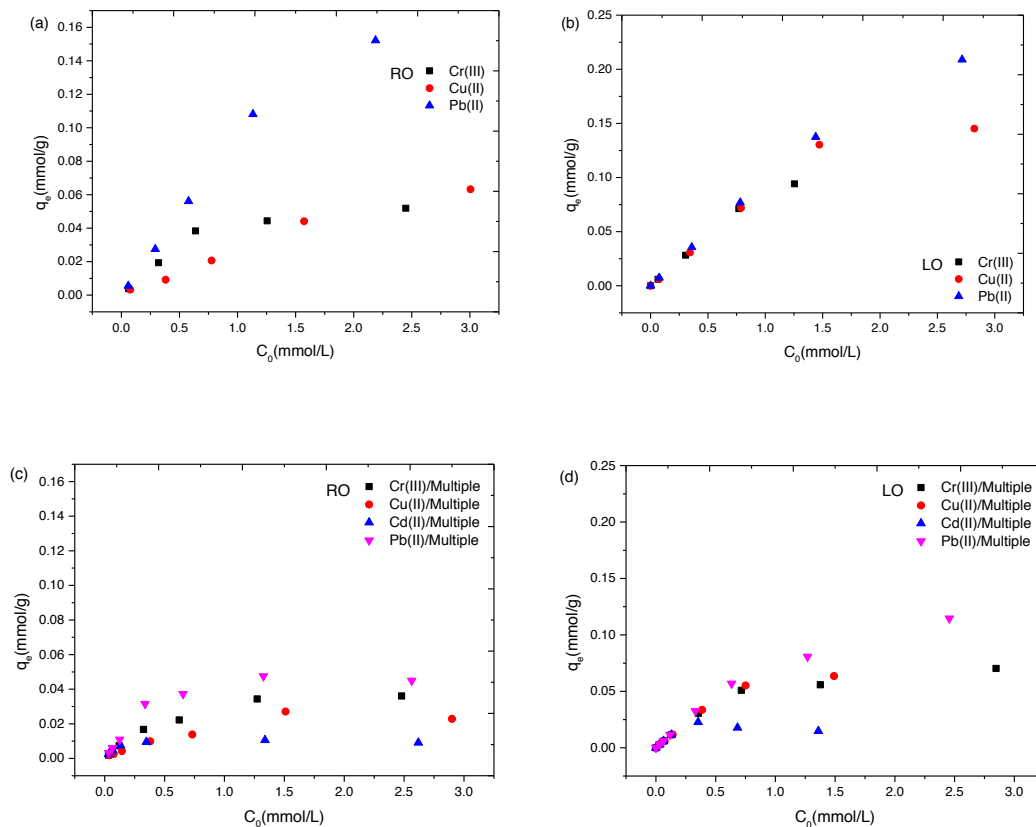 (a)
0.16
0.14
0.12
0.10
0.08
0.06
0.04
0.02
0.00
qe(mmol/g)
RO
Cr(III)
Cu(II)
Pb(II)
0.0 0.5 1.0 1.5 2.0 2.5 3.0
C0(mmol/L)
(b)
0.25
0.20
0.15
0.10
0.05
0.00
qe(mmol/g)
LO
Cr(III)
Cu(II)
Pb(II)
0.0 0.5 1.0 1.5 2.0 2.5 3.0
C0(mmol/L)
(c)
0.16
0.14
0.12
0.10
0.08
0.06
0.04
0.02
0.00
qe(mmol/g)
RO
Cr(III)/Multiple
Cu(II)/Multiple
Cd(II)/Multiple
Pb(II)/Multiple
0.0 0.5 1.0 1.5 2.0 2.5 3.0
C0(mmol/L)
(d)
0.25
0.20
0.15
0.10
0.05
0.00
qe(mmol/g)
LO
Cr(III)/Multiple
Cu(II)/Multiple
Cd(II)/Multiple
Pb(II)/Multiple
0.0 0.5 1.0 1.5 2.0 2.5 3.0
C0(mmol/L)